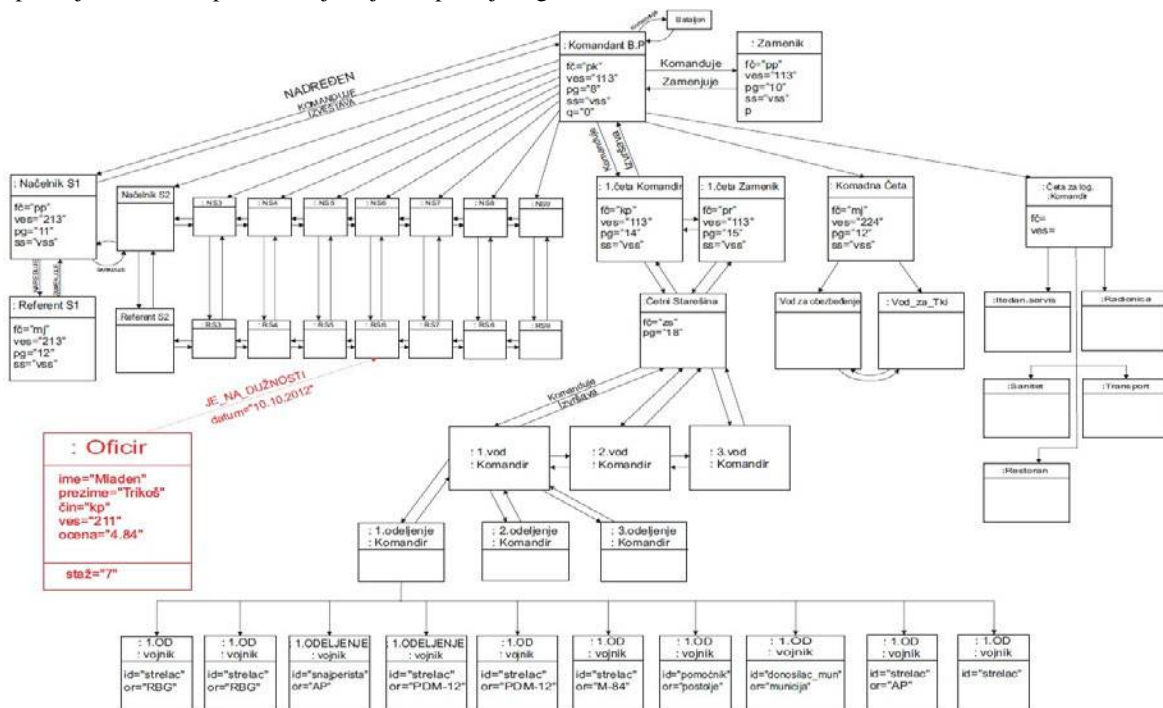 Komanduje
Bataljon
: Komandant B.P
fč="pk"
ves="113"
pg="8"
ss="vss"
q="0"
Komanduje
Zamenjuje
: Zamenik
fč="pp"
ves="113"
pg="10"
ss="vss"
p
NADREĐEN
KOMANDUJE
IZVEŠTAVA
Komanduje
Izvršava
: Načelnik S1
fč="pp"
ves="213"
pg="11"
ss="vss"
Načelnik S2
: NS3
: NS4
: NS5
: NS6
: NS7
: NS8
: NS9
: 1.četa Komandir
fč="kp"
ves="113"
pg="14"
ss="vss"
: 1.četa Zamenik
fč="pr"
ves="113"
pg="15"
ss="vss"
: Komadna Četa
fč="mj"
ves="224"
pg="12"
ss="vss"
:Četa za log.
:Komandir
fč=
ves=
:Referent S1
fč="mj"
ves="213"
pg="12"
ss="vss"
Referent S2
:RS3
:RS4
:RS5
:RS6
:RS7
:RS8
:RS9
:Četni Starešina
fč="zs"
pg="18"
:Vod za obezbeđenje
: Vod_za_Tki
:Radionica
:Sanitet
:Transport
:Restoran
JE_NA_DUŽNOSTI
datum="10.10.2012"
Komanduje
Izvršava
: Oficir
ime="Mladen"
prezime="Trikoš"
čin="kp"
ves="211"
ocena="4.84"
staž="7"
: 1.vod
: Komandir
: 2.vod
: Komandir
: 3.vod
: Komandir
: 1.odeljenje
: Komandir
: 2.odeljenje
: Komandir
: 3.odeljenje
: Komandir
: 1.OD
: vojnik
id="strelac"
or="RBG"
: 1.OD
: vojnik
id="strelac"
or="RBG"
: 1.ODELJENJE
: vojnik
id="snajperista"
or="AP"
: 1.ODELJENJE
: vojnik
id="strelac"
or="PDM-12"
: 1.OD
: vojnik
id="strelac"
or="PDM-12"
: 1.OD
: vojnik
id="strelac"
or="M-84"
: 1.OD
: vojnik
id="pomoćnik"
or="postolje"
: 1.OD
: vojnik
id="donosilac_mun"
or="municija"
: 1.OD
: vojnik
id="strelac"
or="AP"
: 1.OD
: vojnik
id="strelac"